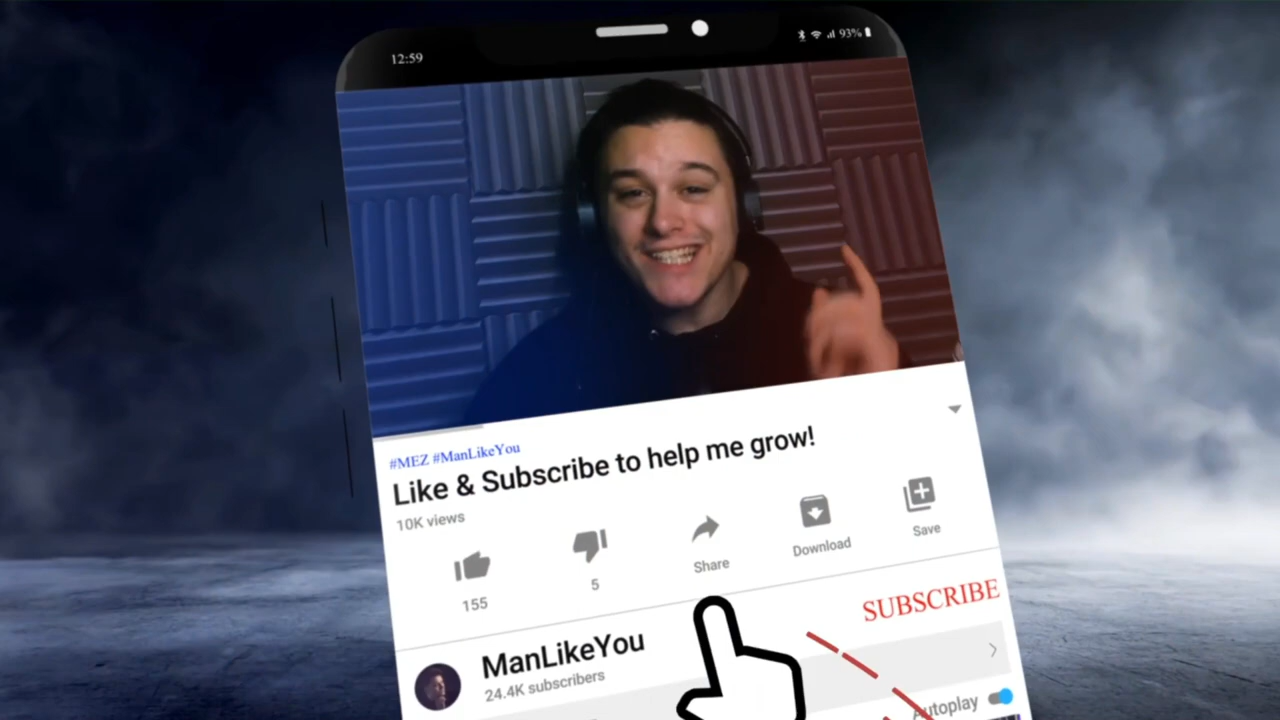 12:59
93%
#MEZ #ManLikeYou
Like & Subscribe to help me grow!
10K views
155
5
Share
Download
Save
SUBSCRIBE
ManLikeYou
24.4K subscribers
Autoplay